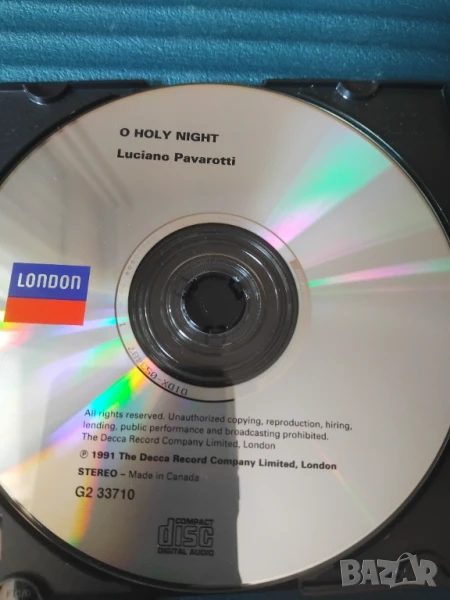 O HOLY NIGHT
Luciano Pavarotti
LONDON
All rights reserved. Unauthorized copying, reproduction, hiring,
lending, public performance and broadcasting prohibited.
The Decca Record Company Limited, London
℗ 1991 The Decca Record Company Limited, London
STEREO – Made in Canada
G2 33710
COMPACT
disc
DIGITAL AUDIO
BAZAR